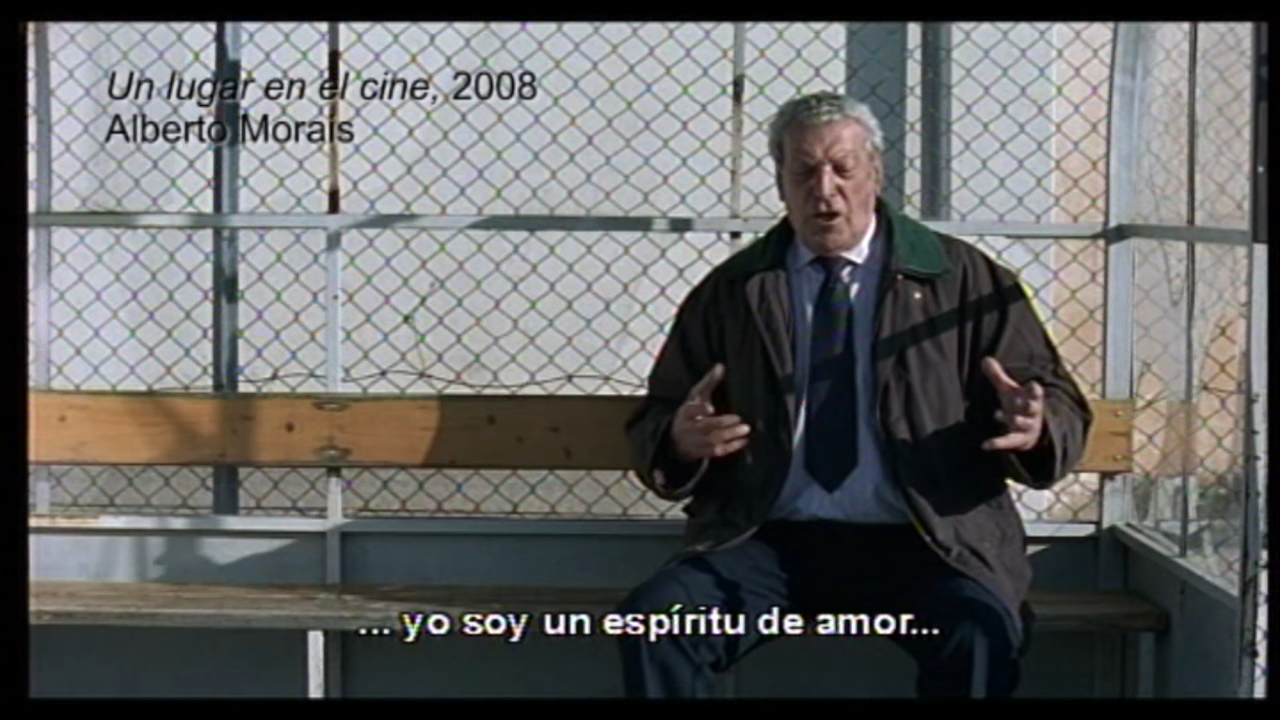 Un lugar en el cine, 2008
Alberto Morais
... yo soy un espíritu de amor...